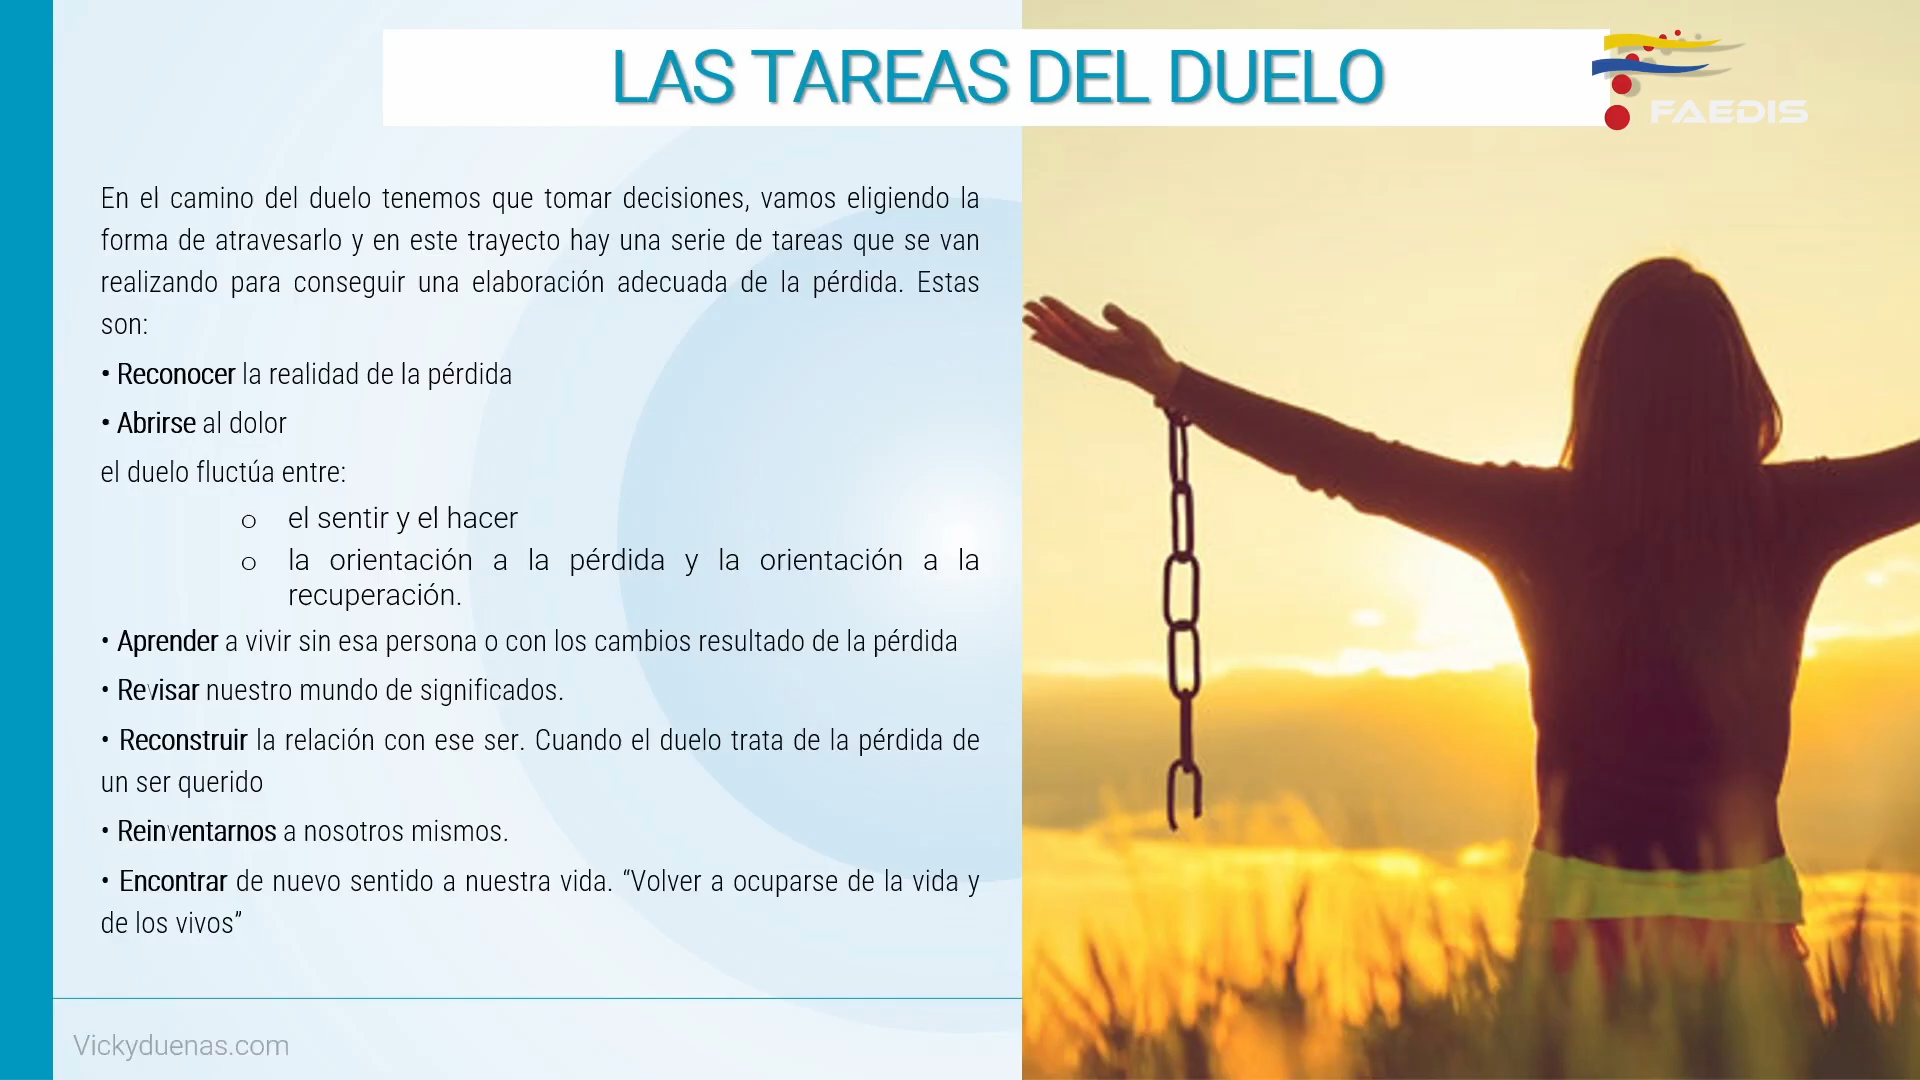 LAS TAREAS DEL DUELO
FAEDIS
En el camino del duelo tenemos que tomar decisiones, vamos eligiendo la
forma de atravesarlo y en este trayecto hay una serie de tareas que se van
realizando para conseguir una elaboración adecuada de la pérdida. Estas
son:
• Reconocer la realidad de la pérdida
• Abrirse al dolor
el duelo fluctúa entre:
o el sentir y el hacer
o la orientación a la pérdida y la orientación a la
recuperación.
• Aprender a vivir sin esa persona o con los cambios resultado de la pérdida
• Revisar nuestro mundo de significados.
• Reconstruir la relación con ese ser. Cuando el duelo trata de la pérdida de
un ser querido
• Reinventarnos a nosotros mismos.
• Encontrar de nuevo sentido a nuestra vida. “Volver a ocuparse de la vida y
de los vivos”
Vickyduenas.com